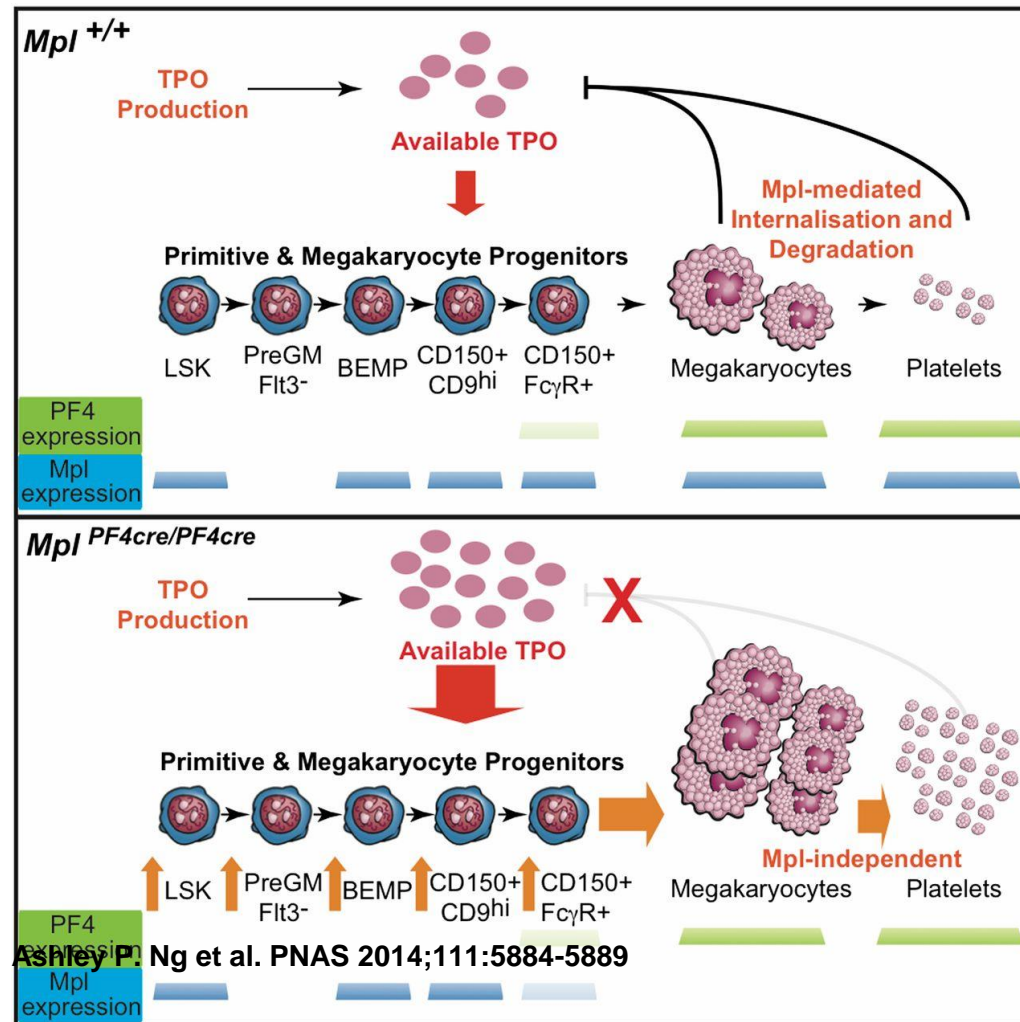 Mpl +/+
TPO
Production
Available TPO
Mpl-mediated
Internalisation and
Degradation
Primitive & Megakaryocyte Progenitors
LSK
PreGM
Flt3-
BEMP
CD150+
CD9hi
CD150+
FcγR+
Megakaryocytes
Platelets
PF4
expression
Mpl
expression
Mpl PF4cre/PF4cre
TPO
Production
X
Available TPO
Primitive & Megakaryocyte Progenitors
Mpl-independent
LSK
PreGM
Flt3-
BEMP
CD150+
CD9hi
CD150+
FcγR+
Megakaryocytes
Platelets
PF4
expression
Ashley P. Ng et al. PNAS 2014;111:5884-5889
Mpl
expression